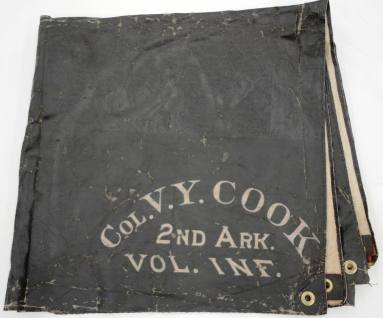 COL. V. Y. COOK
2ND ARK.
VOL. INF.